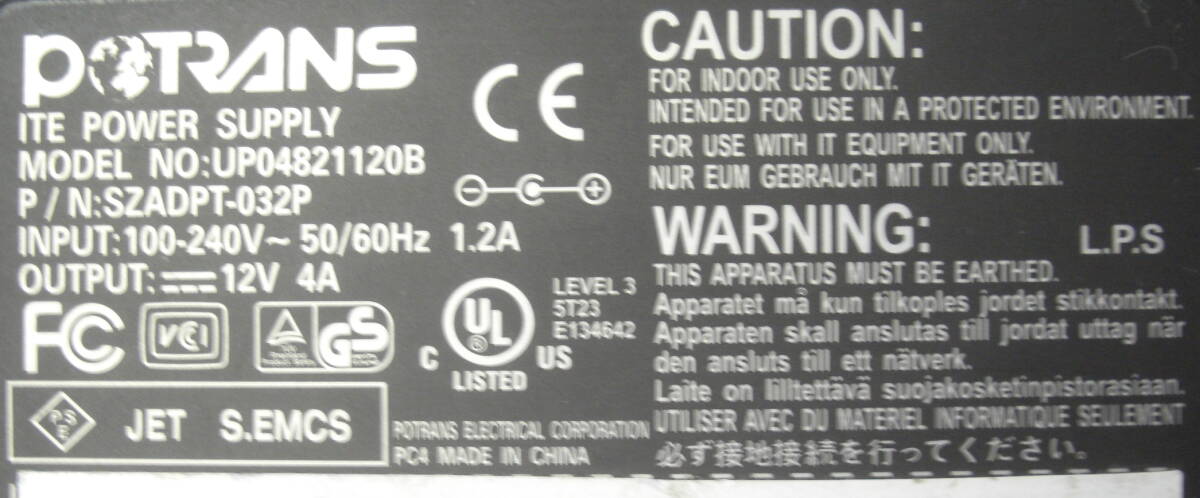 POTRANS
ITE POWER SUPPLY
MODEL NO:UP04821120B
P/N:SZADPT-032P
INPUT:100-240V~ 50/60Hz 1.2A
OUTPUT: 12V 4A
CE
FC
VCI
GS
C UL® US
LISTED
LEVEL 3
5T23
E134642
PSE
JET S.EMCS
POTRANS ELECTRICAL CORPORATION
PC4 MADE IN CHINA
CAUTION:
FOR INDOOR USE ONLY.
INTENDED FOR USE IN A PROTECTED ENVIRONMENT.
FOR USE WITH IT EQUIPMENT ONLY.
NUR EUM GEBRAUCH MIT IT GERÄTEN.
WARNING: L.P.S
THIS APPARATUS MUST BE EARTHED.
Apparatet må kun tilkoples jordet stikkontakt.
Apparaten skall anslutas till jordat uttag när
den ansluts till ett nätverk.
Laite on lilltettävä suojakosketinpistorasiaan.
UTILISER AVEC DU MATERIEL INFORMATIQUE SEULEMENT
必ず接地接続を行ってください。